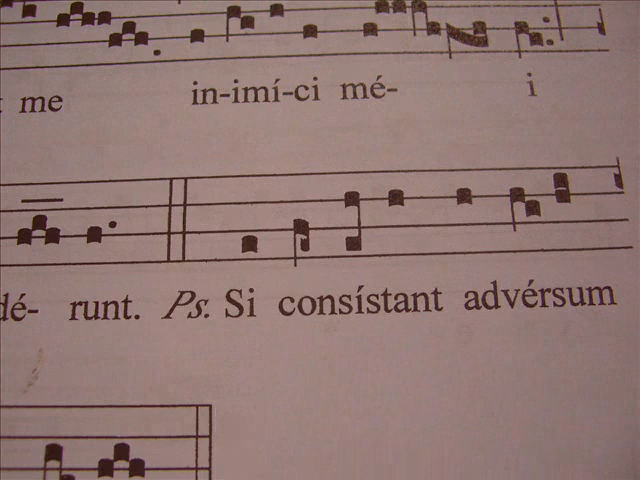 me in-imí-ci mé- i
dé- runt. Ps. Si consístant advérsum